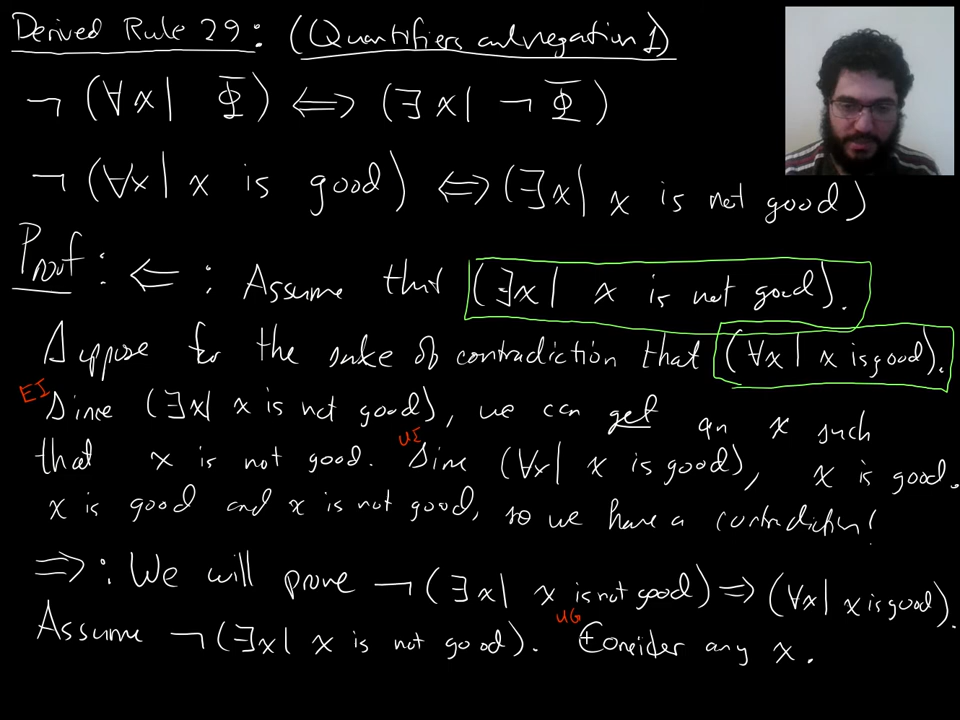 Derived Rule 29: (Quantifiers and negation 1)
¬ (∀x | Φ) ⟺ (∃x | ¬ Φ)
¬ (∀x | x is good) ⟺ (∃x | x is not good)
Proof: ⟸: Assume that (∃x | x is not good).
Suppose for the sake of contradiction that (∀x | x is good).
EI Since (∃x | x is not good), we can get an x such
that x is not good. UI Since (∀x | x is good), x is good.
x is good and x is not good, so we have a contradiction!
⟹: We will prove ¬(∃x | x is not good) ⟹ (∀x | x is good).
Assume ¬(∃x | x is not good). UG Consider any x.